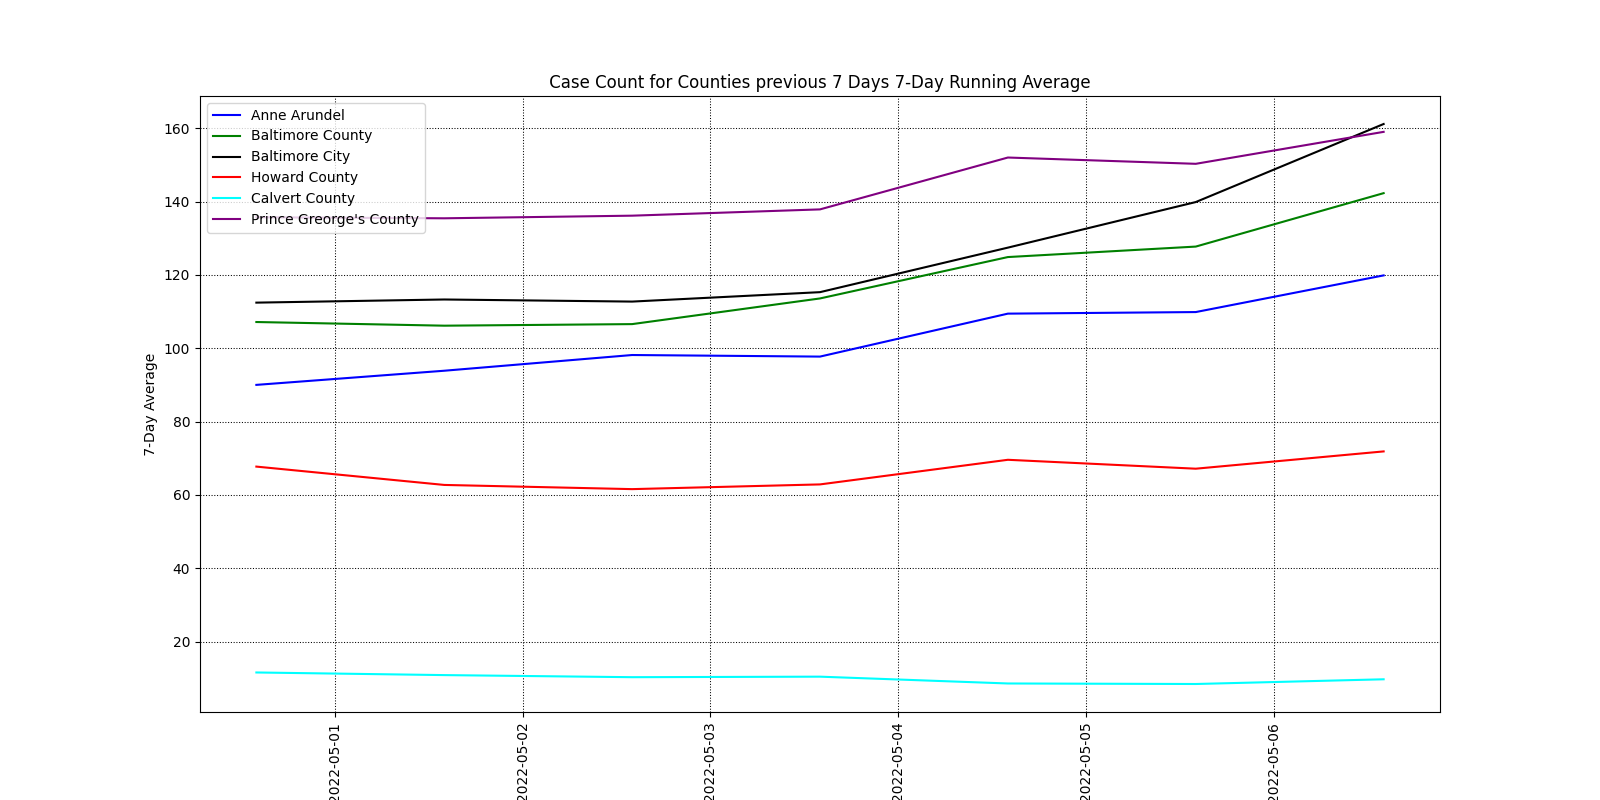 Case Count for Counties previous 7 Days 7-Day Running Average
Anne Arundel
Baltimore County
Baltimore City
Howard County
Calvert County
Prince Greorge's County
7-Day Average
160
140
120
100
80
60
40
20
2022-05-01
2022-05-02
2022-05-03
2022-05-04
2022-05-05
2022-05-06